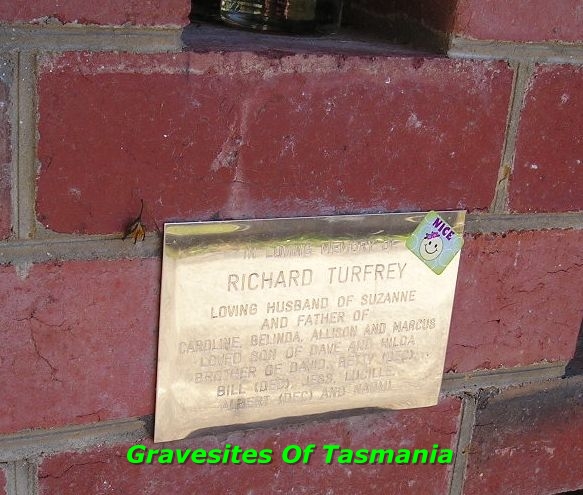 IN LOVING MEMORY OF
NICE
RICHARD TURFREY
LOVING HUSBAND OF SUZANNE
AND FATHER OF
CAROLINE, BELINDA, ALLISON AND MARCUS
LOVED SON OF DAVE AND HILDA
BROTHER OF DAVID, BETTY (DEC),
BILL (DEC), JESS, LUCILLE,
ALBERT (DEC) AND NAOMI
Gravesites Of Tasmania